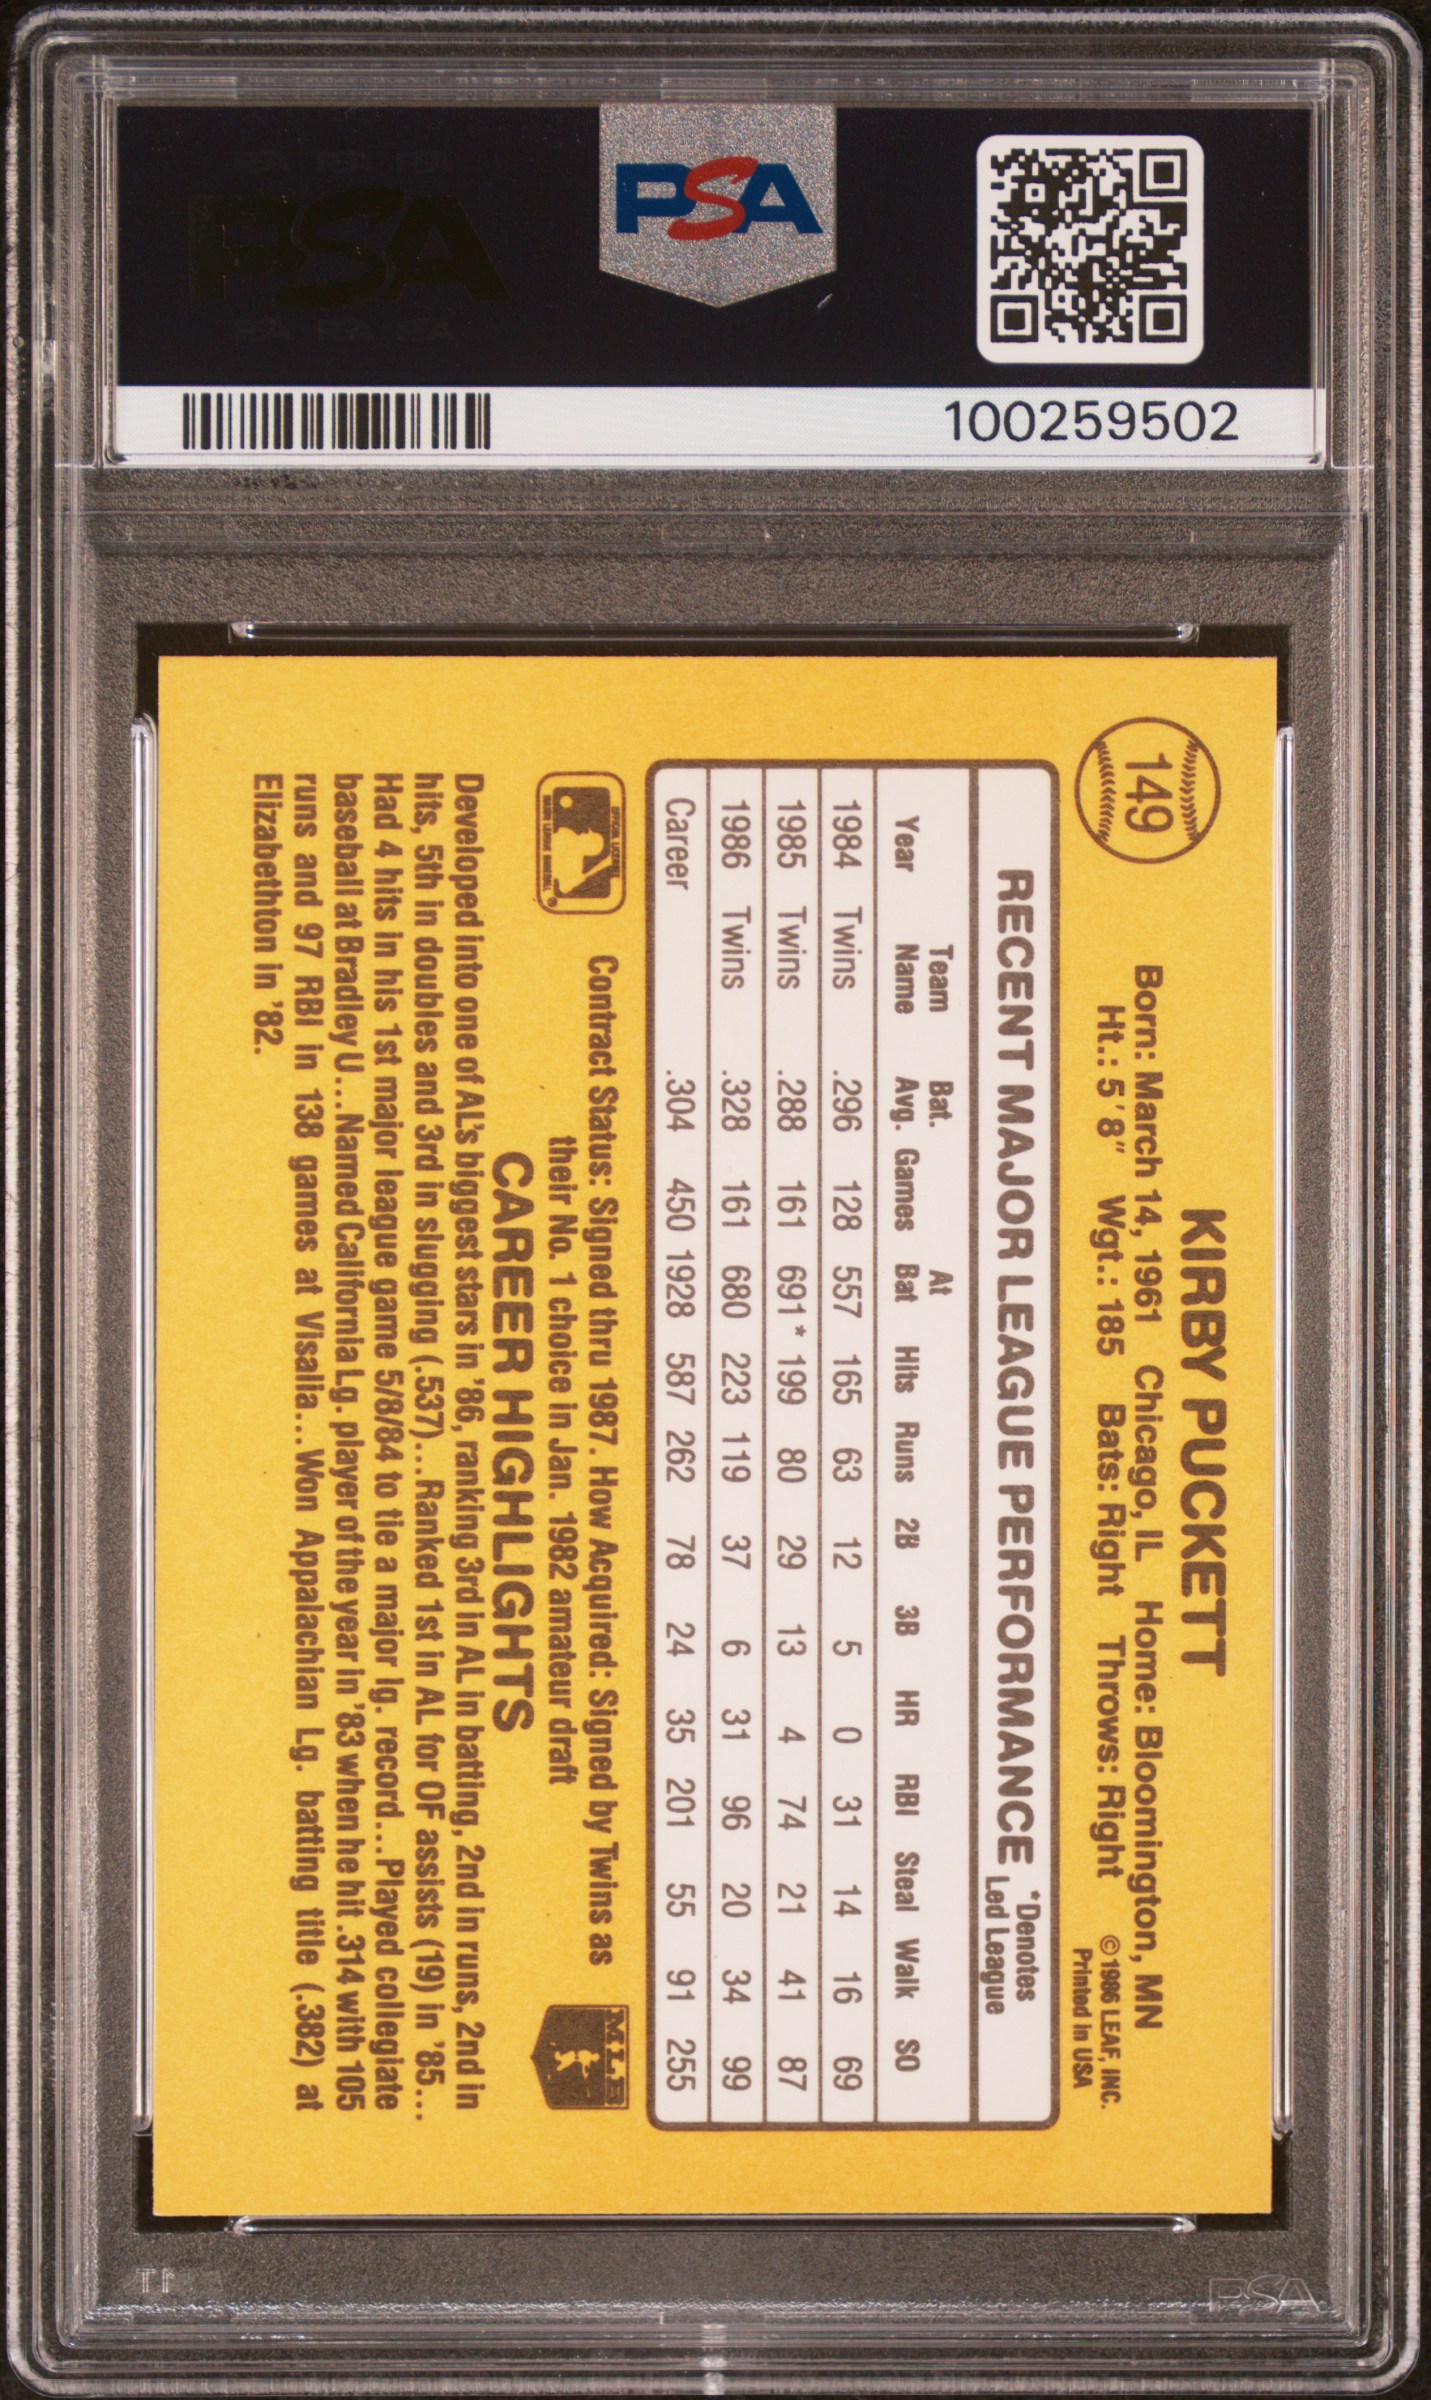 PSA
100259502
149
KIRBY PUCKETT
Born: March 14, 1961 Chicago, IL Home: Bloomington, MN
Ht.: 5'8" Wgt.: 185 Bats: Right Throws: Right
©1986 LEAF, INC.
Printed in USA
RECENT MAJOR LEAGUE PERFORMANCE
*Denotes
Led League
Year Team Name Bat. Avg. Games At Bat Hits Runs 2B 3B HR RBI Steal Walk SO
1984 Twins .296 128 557 165 63 12 5 0 31 14 16 69
1985 Twins .288 161 691* 199 80 29 13 4 74 21 41 87
1986 Twins .328 161 680 223 119 37 6 31 96 20 34 99
Career .304 450 1928 587 262 78 24 35 201 55 91 255
Contract Status: Signed thru 1987. How Acquired: Signed by Twins as
their No. 1 choice in Jan. 1982 amateur draft
MLB
CAREER HIGHLIGHTS
Developed into one of AL's biggest stars in '86, ranking 3rd in AL in batting, 2nd in runs, 2nd in
hits, 5th in doubles and 3rd in slugging (.537)...Ranked 1st in AL for OF assists (19) in '85...
Had 4 hits in his 1st major league game 5/8/84 to tie a major lg. record...Played collegiate
baseball at Bradley U...Named California Lg. player of the year in '83 when he hit .314 with 105
runs and 97 RBI in 138 games at Visalia...Won Appalachian Lg. batting title (.382) at
Elizabethton in '82.
PSA